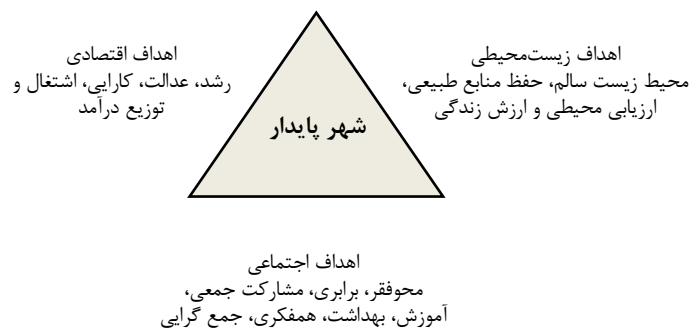 اهداف زیست‌محیطی
محیط زیست سالم، حفظ منابع طبیعی،
ارزیابی محیطی و ارزش زندگی
اهداف اقتصادی
رشد، عدالت، کارایی، اشتغال و
توزیع درآمد
شهر پایدار
اهداف اجتماعی
محوفقر، برابری، مشارکت جمعی،
آموزش، بهداشت، همفکری، جمع گرایی